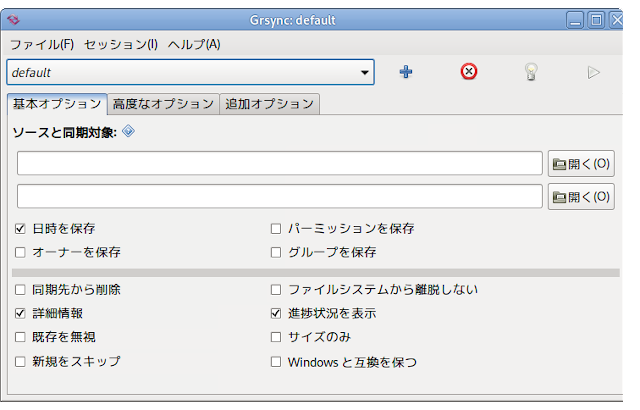 Grsync: default
ファイル(F) セッション(I) ヘルプ(A)
default
基本オプション 高度なオプション 追加オプション
ソースと同期対象:
開く(O)
開く(O)
日時を保存 パーミッションを保存
オーナーを保存 グループを保存
同期先から削除 ファイルシステムから離脱しない
詳細情報 進捗状況を表示
既存を無視 サイズのみ
新規をスキップ Windows と互換を保つ